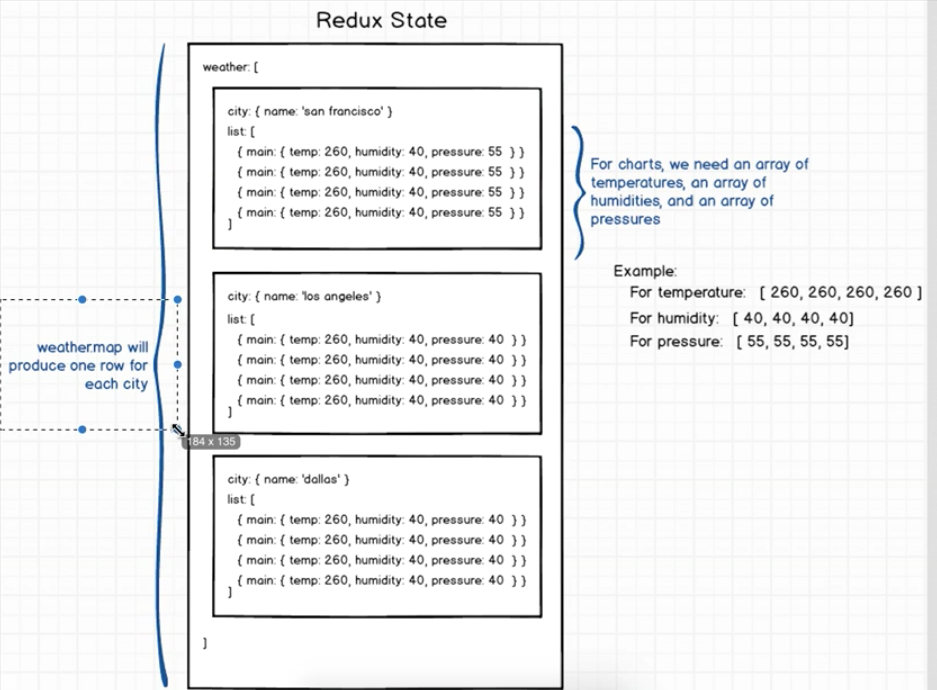 Redux State
weather: [
city: { name: 'san francisco' }
list: [
{ main: { temp: 260, humidity: 40, pressure: 55 } }
{ main: { temp: 260, humidity: 40, pressure: 55 } }
{ main: { temp: 260, humidity: 40, pressure: 55 } }
{ main: { temp: 260, humidity: 40, pressure: 55 } }
]
city: { name: 'los angeles' }
list: [
{ main: { temp: 260, humidity: 40, pressure: 40 } }
{ main: { temp: 260, humidity: 40, pressure: 40 } }
{ main: { temp: 260, humidity: 40, pressure: 40 } }
{ main: { temp: 260, humidity: 40, pressure: 40 } }
]
city: { name: 'dallas' }
list: [
{ main: { temp: 260, humidity: 40, pressure: 40 } }
{ main: { temp: 260, humidity: 40, pressure: 40 } }
{ main: { temp: 260, humidity: 40, pressure: 40 } }
{ main: { temp: 260, humidity: 40, pressure: 40 } }
]
]
weather.map will
produce one row for
each city
184 x 135
For charts, we need an array of
temperatures, an array of
humidities, and an array of
pressures
Example:
For temperature: [ 260, 260, 260, 260 ]
For humidity: [ 40, 40, 40, 40]
For pressure: [ 55, 55, 55, 55]